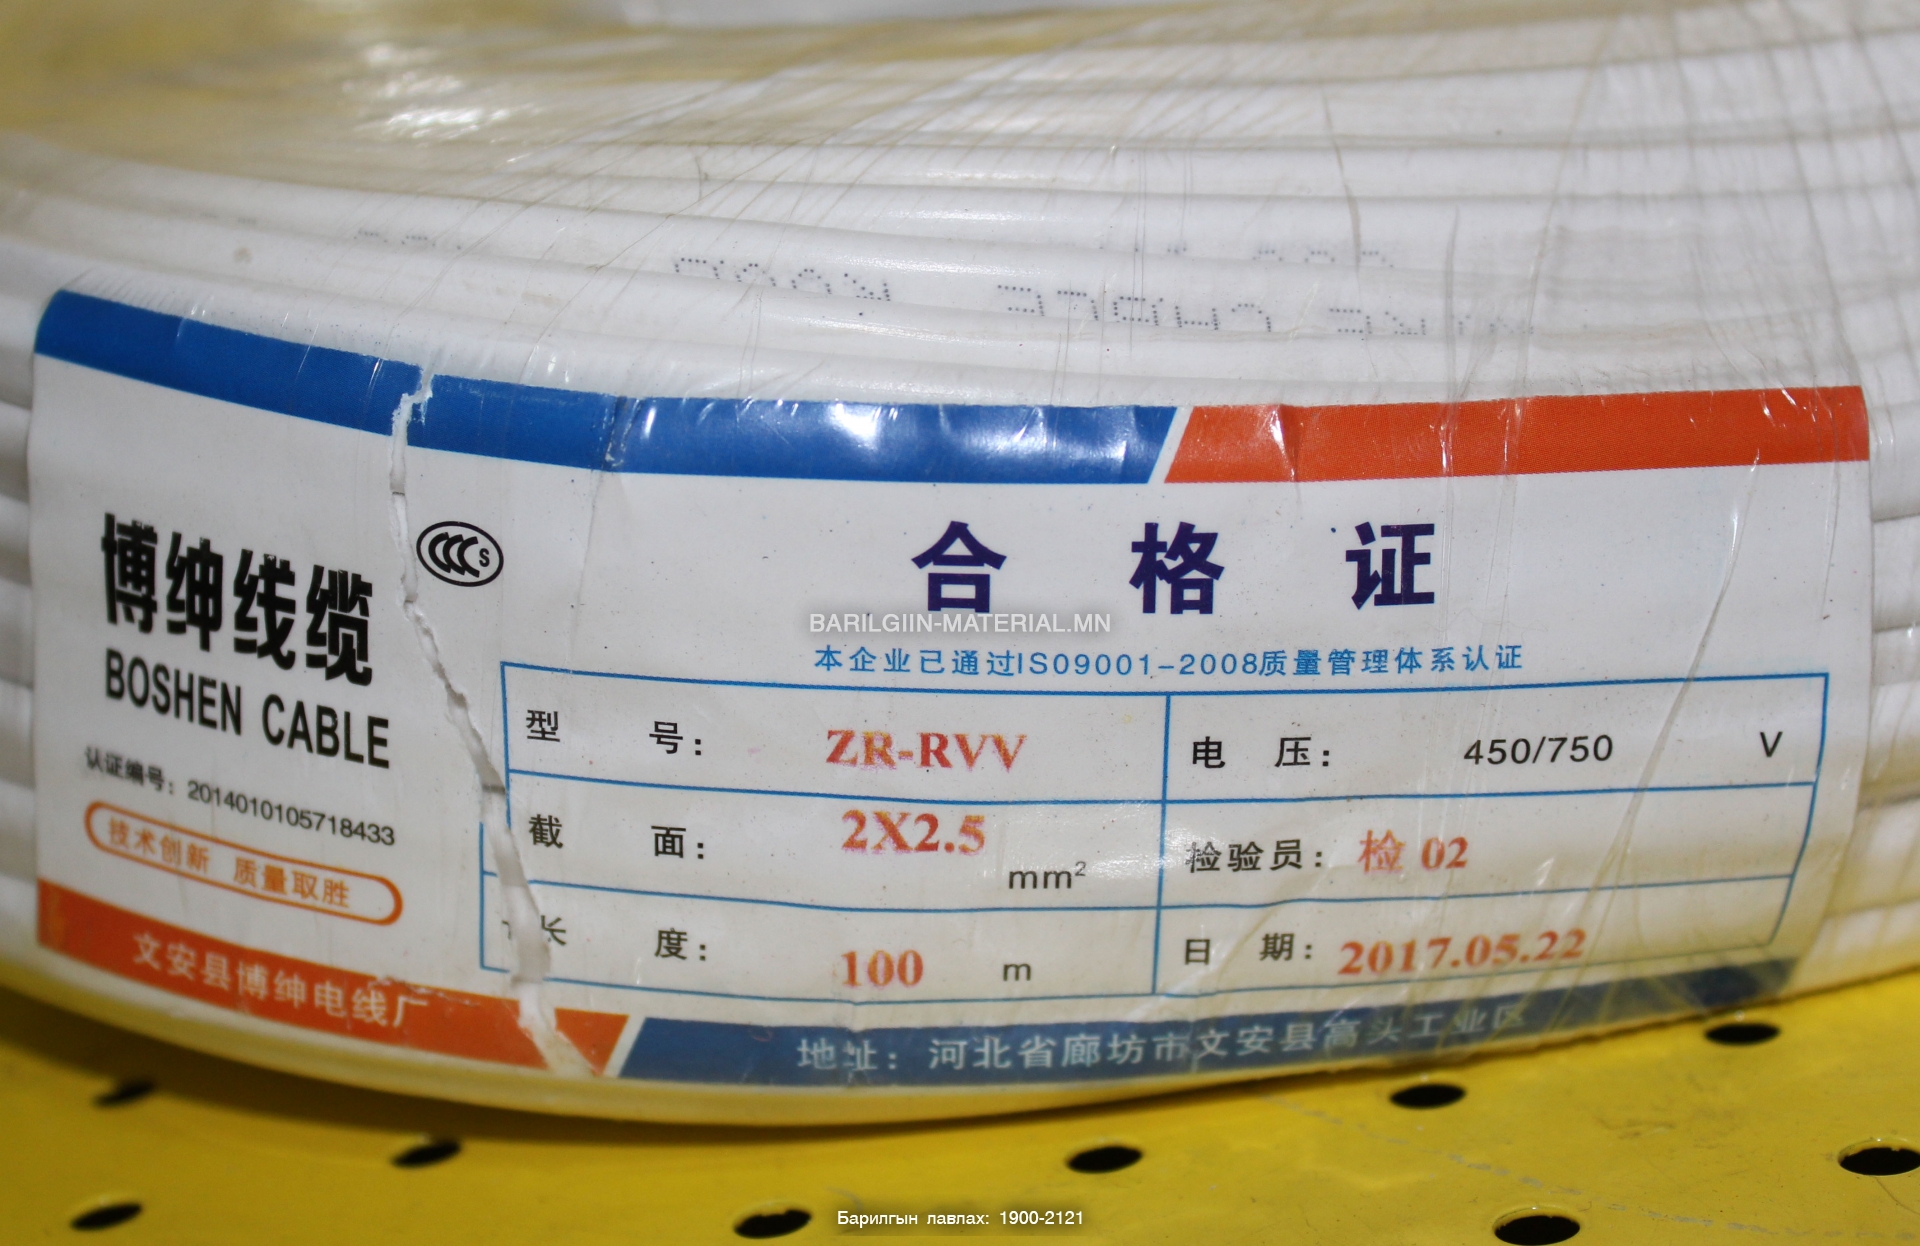 博绅线缆
BOSHEN CABLE
认证编号：2014010105718433
技术创新 质量取胜
文安县博绅电线厂
CCC S
合格证
BARILGIIN-MATERIAL.MN
本企业已通过IS09001-2008质量管理体系认证
型 号： ZR-RVV 电 压： 450/750 V
截 面： 2X2.5 mm² 检验员：检 02
长 度： 100 m 日 期：2017.05.22
地址：河北省廊坊市文安县高头工业区
Барилгын лавлах: 1900-2121